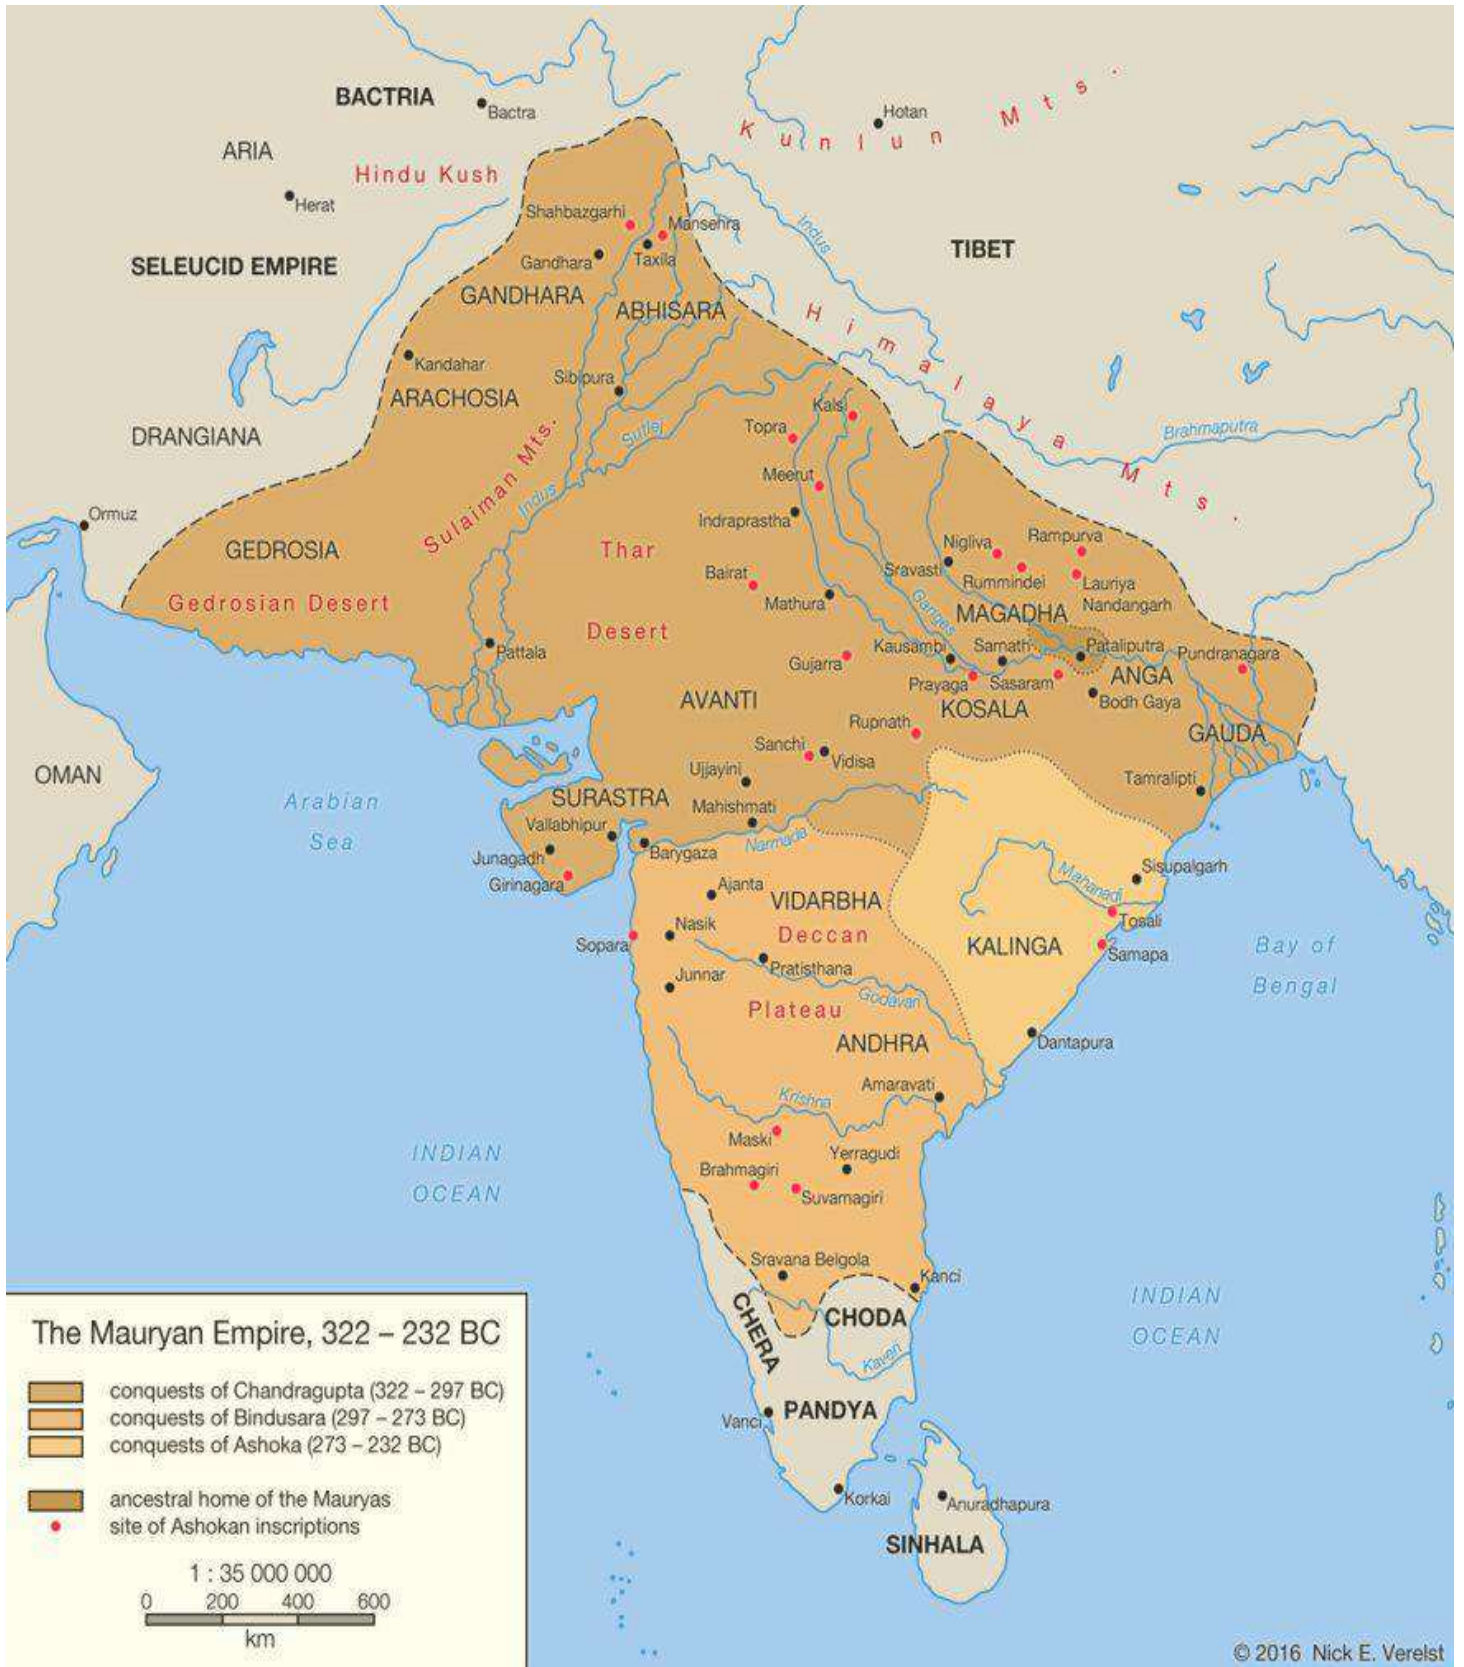 BACTRIA
Bactra
Hotan
Kunlun Mts.
ARIA
Hindu Kush
Herat
Shahbazgarhi
Mansehra
Indus
TIBET
Gandhara
Taxila
SELEUCID EMPIRE
GANDHARA
ABHISARA
Himalaya Mts.
Kandahar
Sibipura
ARACHOSIA
Kalsi
Topra
Sutlej
Brahmaputra
DRANGIANA
Sulaiman Mts.
Meerut
Indus
Ormuz
Indraprastha
GEDROSIA
Thar
Desert
Nigliva
Rampurva
Sravasti
Rummindei
Lauriya
Nandangarh
Bairat
Mathura
Ganges
Gedrosian Desert
MAGADHA
Pattala
Kausambi
Sarnath
Pataliputra
Pundranagara
Gujarra
Prayaga
Sasaram
ANGA
Bodh Gaya
AVANTI
KOSALA
Rupnath
GAUDA
Sanchi
Vidisa
Ujjayini
Tamralipti
OMAN
Arabian
Sea
SURASTRA
Mahishmati
Vallabhipur
Narmada
Barygaza
Junagadh
Girinagara
Sisupalgarh
Mahanadi
Ajanta
VIDARBHA
Tosali
Nasik
Deccan
Sopara
KALINGA
Samapa
Bay of
Bengal
Pratisthana
Junnar
Godavari
Plateau
ANDHRA
Dantapura
Amaravati
Krishna
Maski
Yerragudi
INDIAN
OCEAN
Brahmagiri
Suvarnagiri
Sravana Belgola
Kanci
INDIAN
OCEAN
CHERA
CHODA
Kaveri
PANDYA
Vanci
Korkai
Anuradhapura
SINHALA
The Mauryan Empire, 322 – 232 BC
conquests of Chandragupta (322 – 297 BC)
conquests of Bindusara (297 – 273 BC)
conquests of Ashoka (273 – 232 BC)
ancestral home of the Mauryas
site of Ashokan inscriptions
1 : 35 000 000
0 200 400 600
km
© 2016 Nick E. Verelst